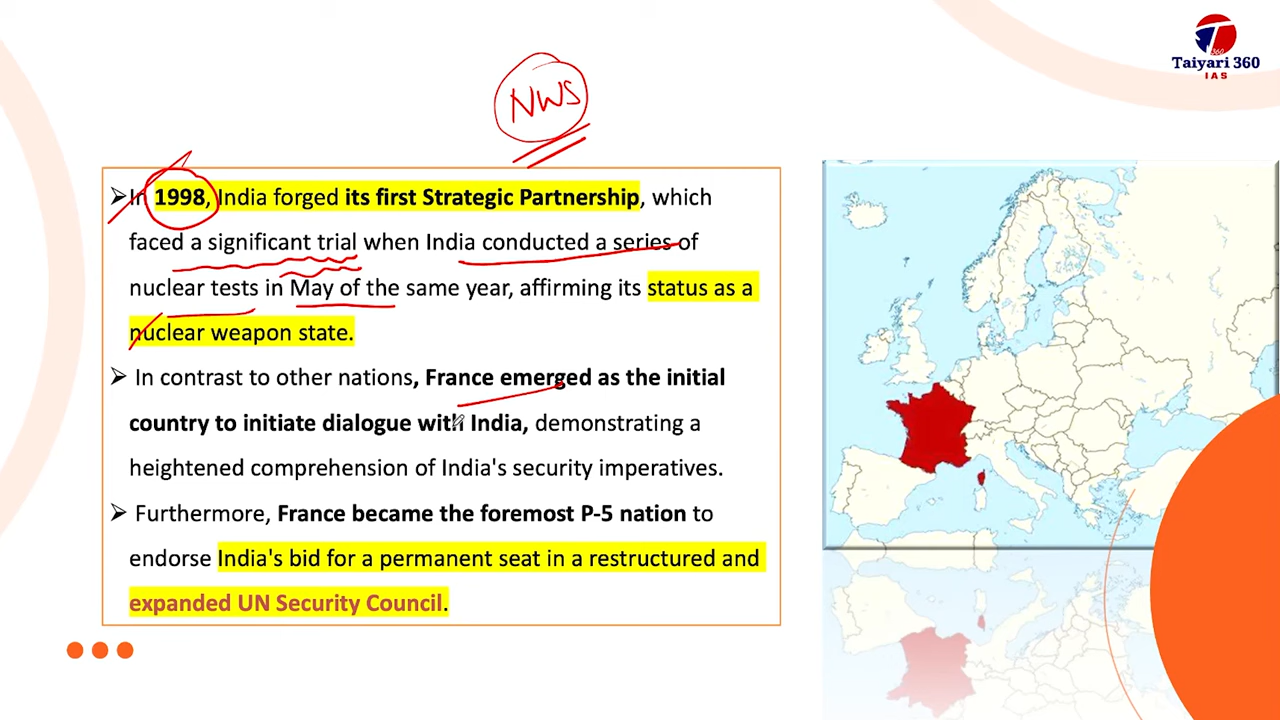 Taiyari 360
IAS
NWS
In 1998, India forged its first Strategic Partnership, which
faced a significant trial when India conducted a series of
nuclear tests in May of the same year, affirming its status as a
nuclear weapon state.
In contrast to other nations, France emerged as the initial
country to initiate dialogue with India, demonstrating a
heightened comprehension of India's security imperatives.
Furthermore, France became the foremost P-5 nation to
endorse India's bid for a permanent seat in a restructured and
expanded UN Security Council.